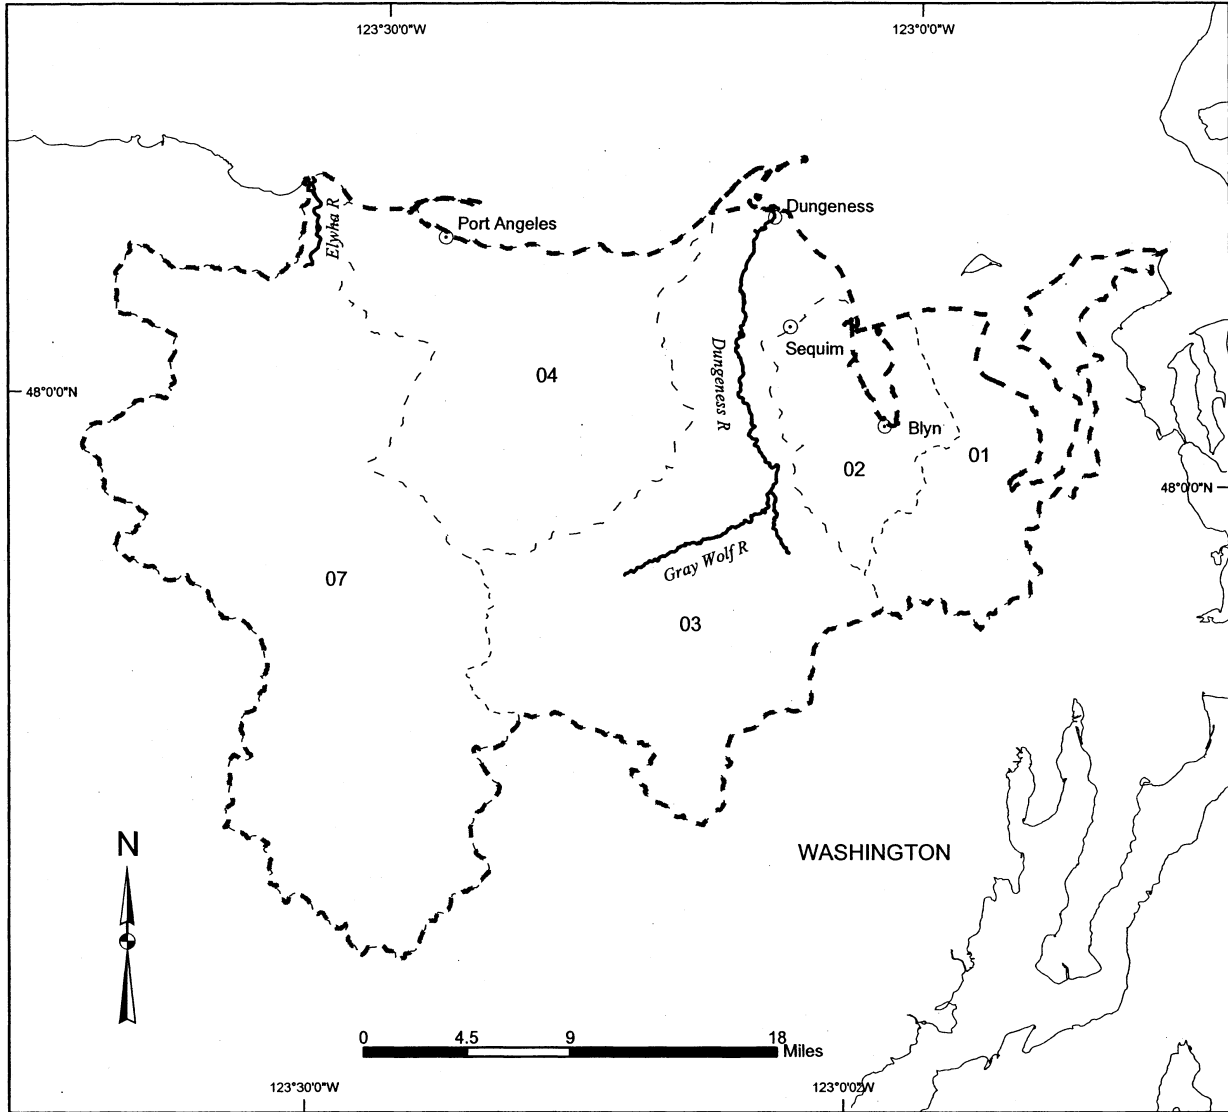 123°30'0"W
123°0'0"W
Elywha R
Port Angeles
Dungeness
Dungeness R
Sequim
04
48°0'0"N
Blyn
02
01
48°0'0"N
Gray Wolf R
07
03
WASHINGTON
N
0
4.5
9
18
Miles
123°30'0"W
123°0'02W